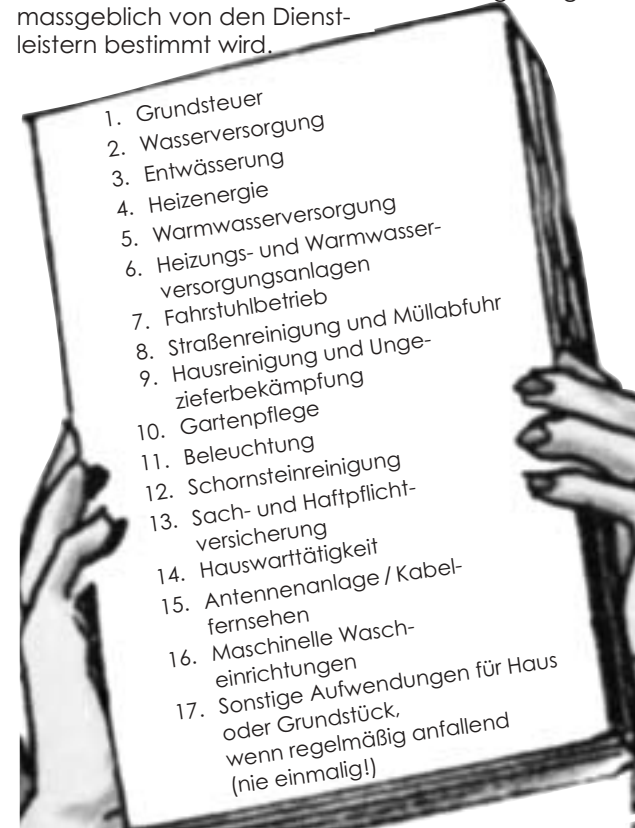 massgeblich von den Dienst-
leistern bestimmt wird.
1. Grundsteuer
2. Wasserversorgung
3. Entwässerung
4. Heizenergie
5. Warmwasserversorgung
6. Heizungs- und Warmwasser-
versorgungsanlagen
7. Fahrstuhlbetrieb
8. Straßenreinigung und Müllabfuhr
9. Hausreinigung und Unge-
zieferbekämpfung
10. Gartenpflege
11. Beleuchtung
12. Schornsteinreinigung
13. Sach- und Haftpflicht-
versicherung
14. Hauswarttätigkeit
15. Antennenanlage / Kabel-
fernsehen
16. Maschinelle Wasch-
einrichtungen
17. Sonstige Aufwendungen für Haus
oder Grundstück,
wenn regelmäßig anfallend
(nie einmalig!)